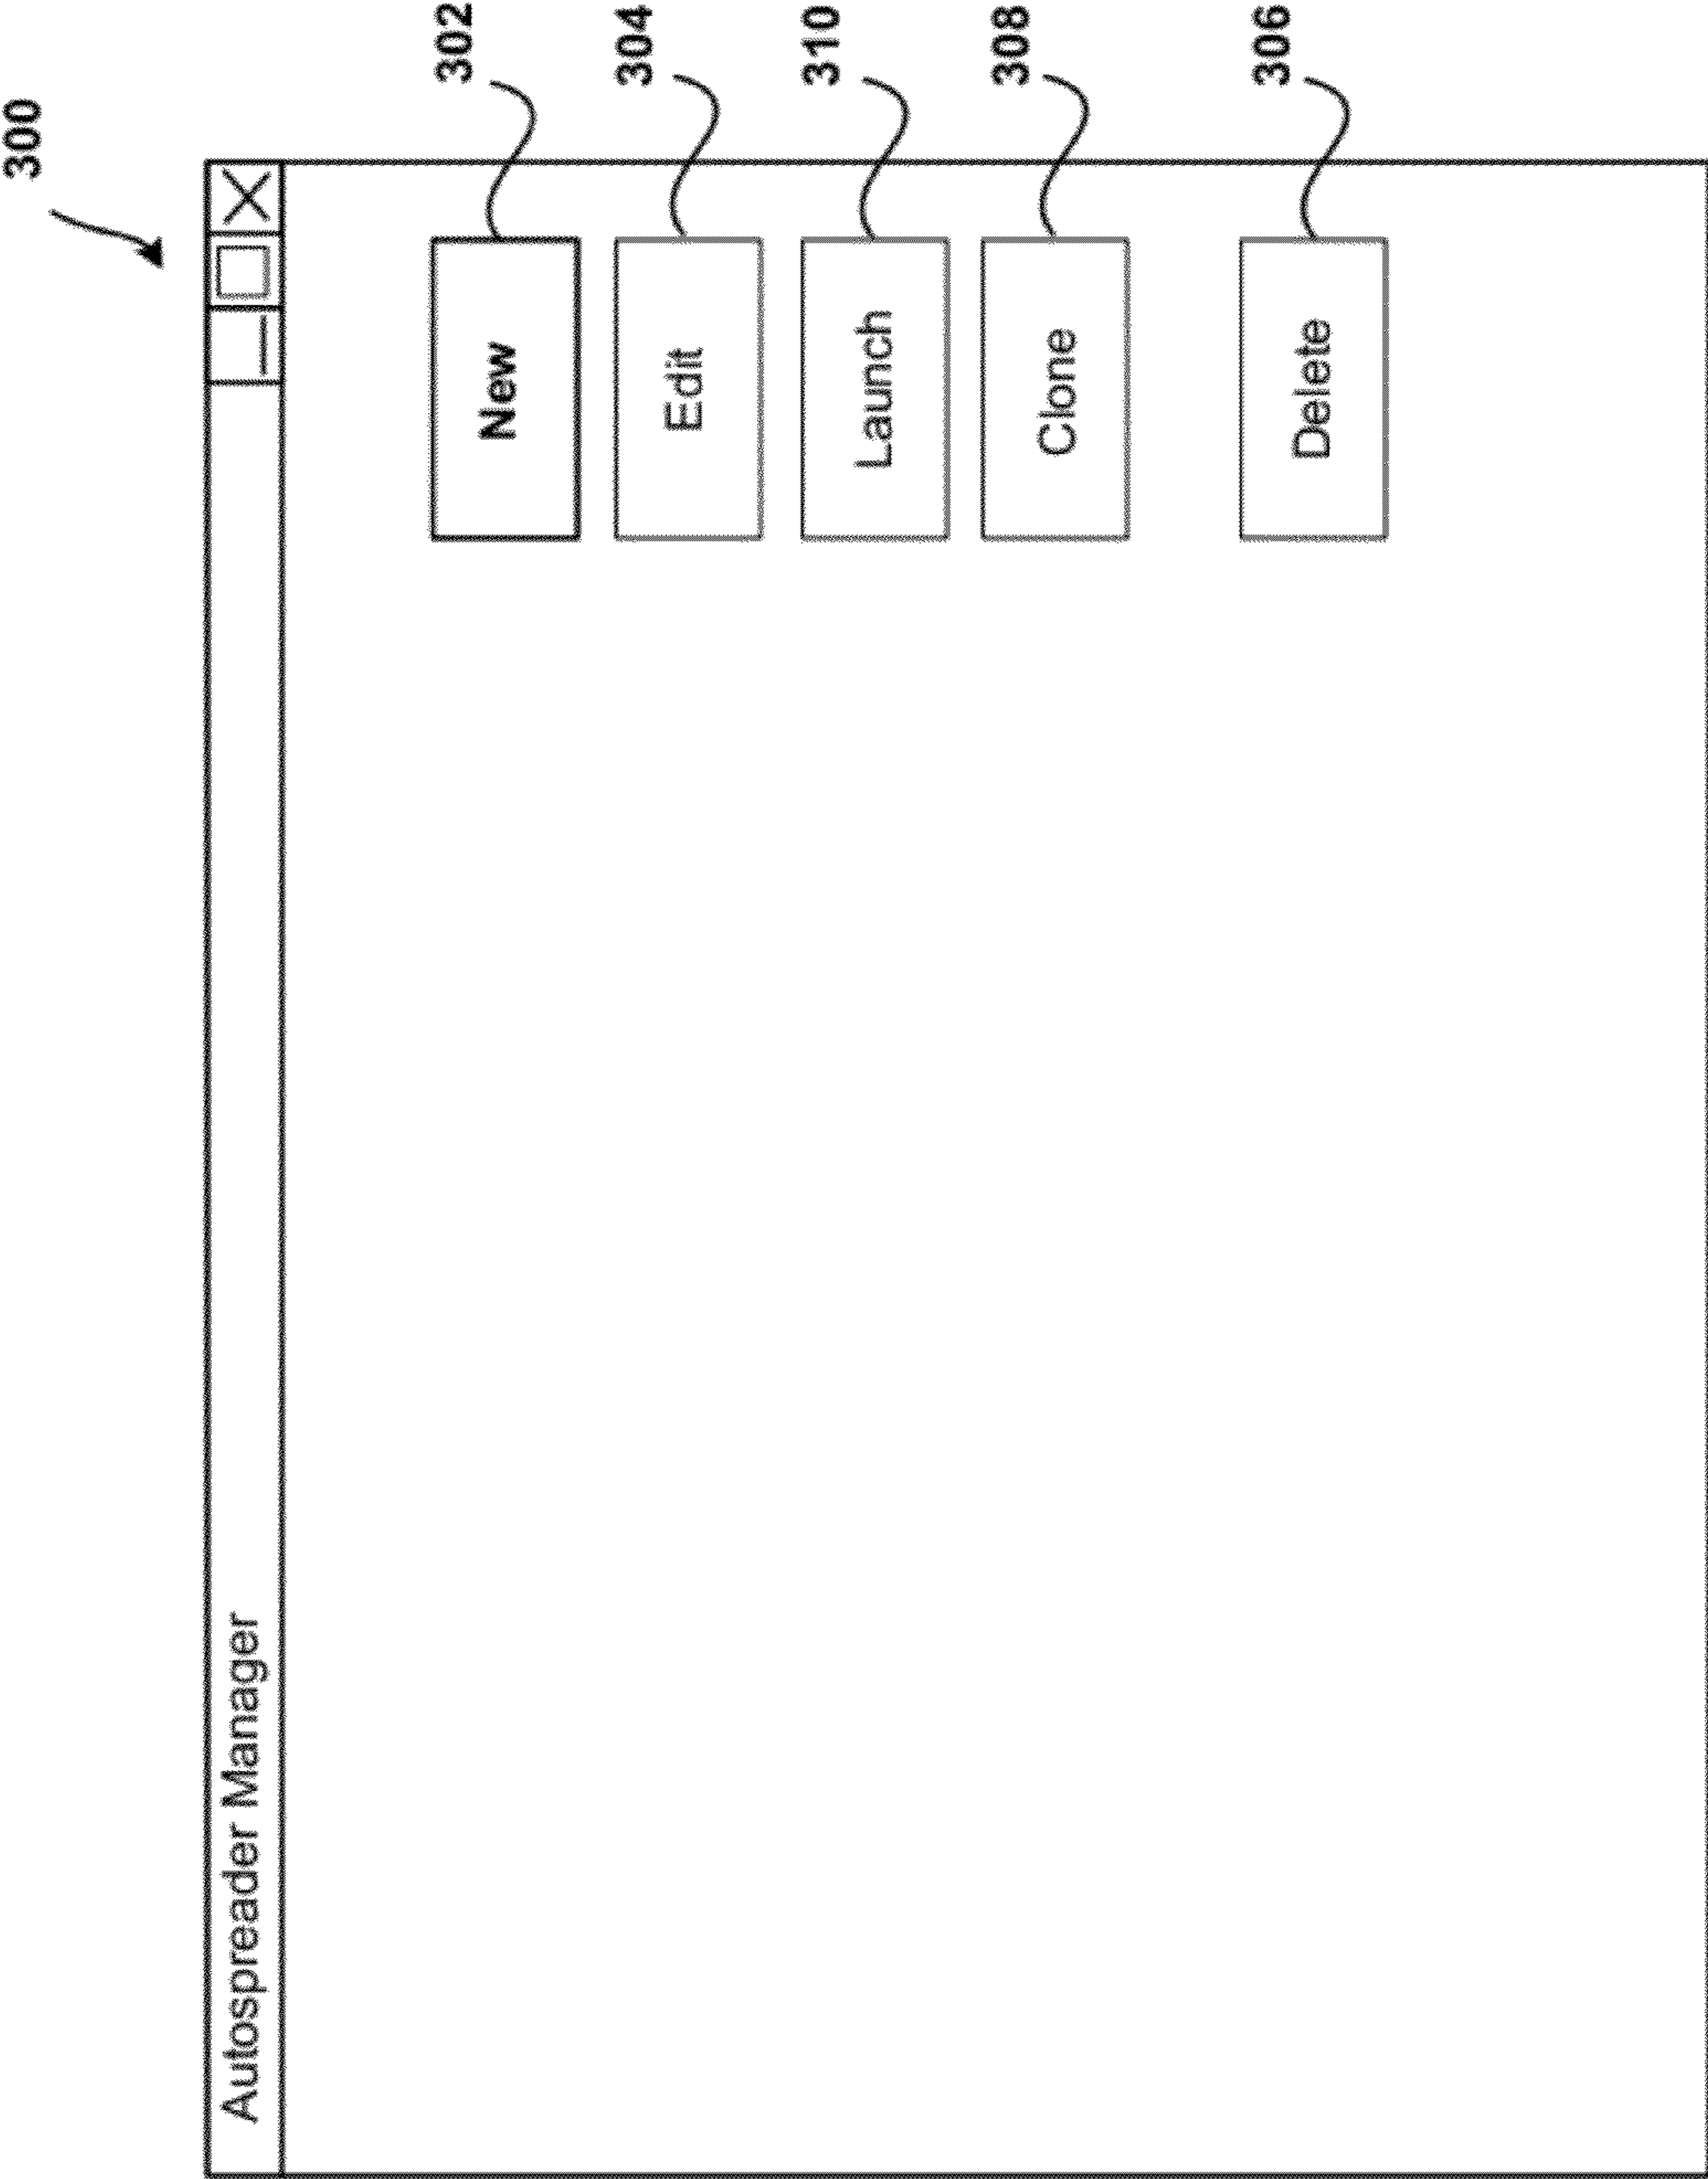 300
Autospreader Manager
New
302
Edit
304
Launch
310
Clone
308
Delete
306